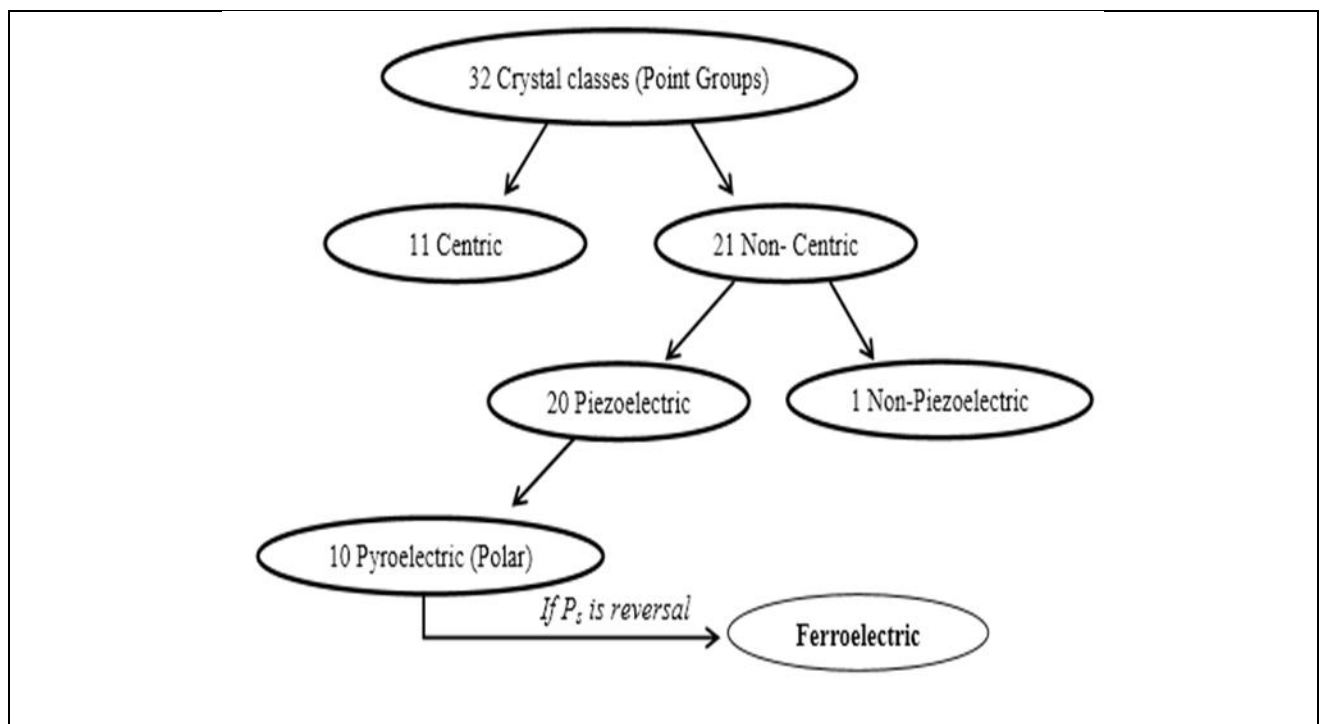 32 Crystal classes (Point Groups)
11 Centric
21 Non- Centric
20 Piezoelectric
1 Non-Piezoelectric
10 Pyroelectric (Polar)
If Ps is reversal
Ferroelectric